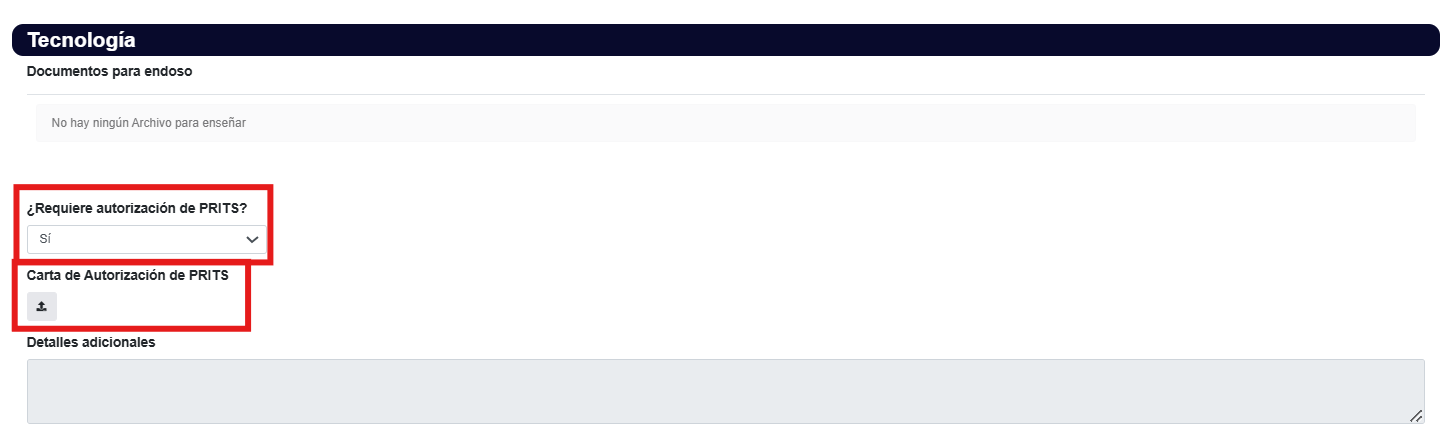 Tecnología
Documentos para endoso
No hay ningún Archivo para enseñar
¿Requiere autorización de PRITS?
Sí
Carta de Autorización de PRITS
Detalles adicionales